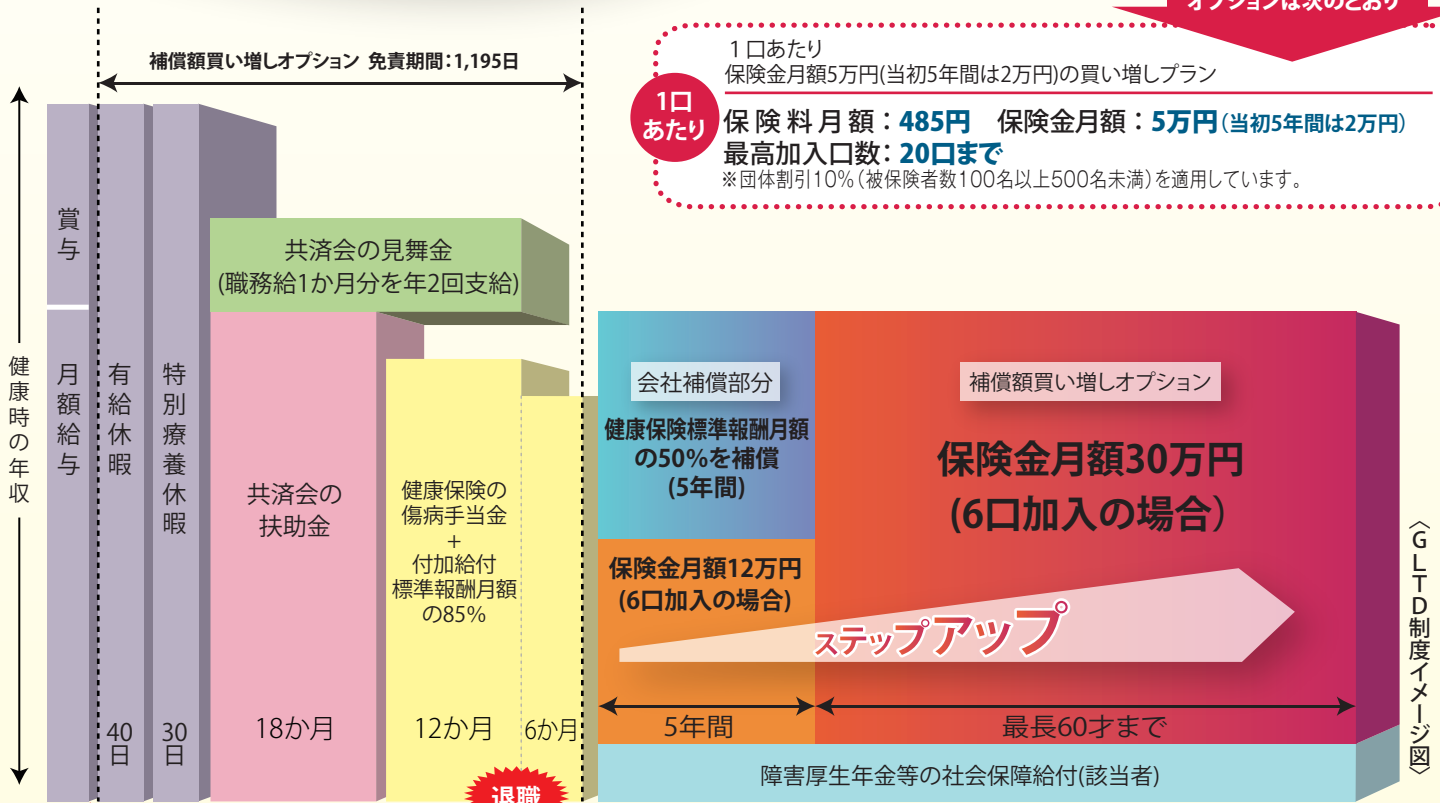 オプションは次のとおり
補償額買い増しオプション 免責期間：1,195日
1口あたり
保険金月額5万円(当初5年間は2万円)の買い増しプラン
1口
あたり
保険料月額：485円　保険金月額：5万円(当初5年間は2万円)
最高加入口数：20口まで
※団体割引10%（被保険者数100名以上500名未満）を適用しています。
健康時の年収
賞与
月額給与
有給休暇
40
日
特別療養休暇
30
日
共済会の見舞金
(職務給1か月分を年2回支給)
共済会の
扶助金
18か月
健康保険の
傷病手当金
+
付加給付
標準報酬月額
の85%
12か月
6か月
退職
会社補償部分
健康保険標準報酬月額
の50%を補償
(5年間)
保険金月額12万円
(6口加入の場合)
補償額買い増しオプション
保険金月額30万円
(6口加入の場合)
ステップアップ
5年間
最長60才まで
障害厚生年金等の社会保障給付(該当者)
〈GLTD制度イメージ図〉